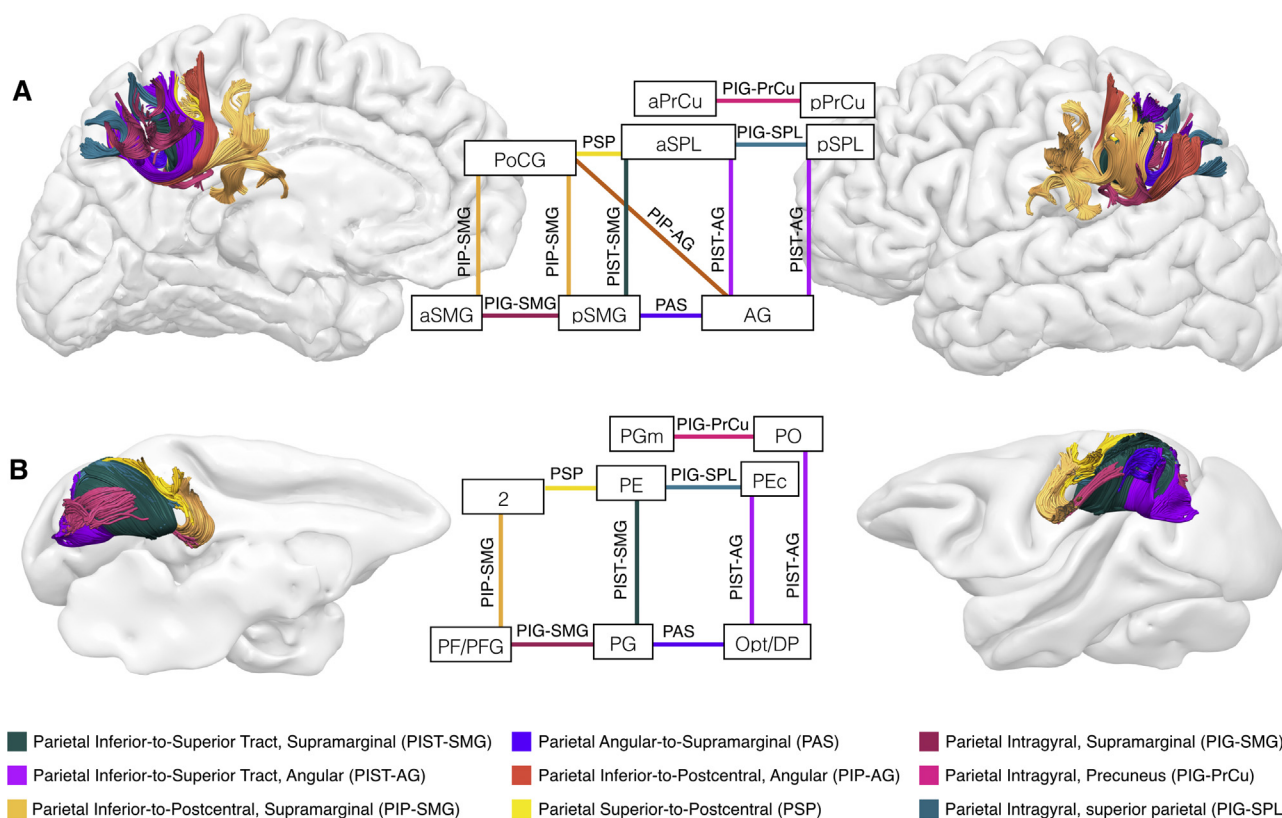 A
aPrCu PIG-PrCu pPrCu
PoCG PSP aSPL PIG-SPL pSPL
PIP-SMG PIP-SMG PIST-SMG PIP-AG PIST-AG PIST-AG
aSMG PIG-SMG pSMG PAS AG
B
PGm PIG-PrCu PO
2 PSP PE PIG-SPL PEc
PIP-SMG PIST-SMG PIST-AG PIST-AG
PF/PFG PIG-SMG PG PAS Opt/DP
Parietal Inferior-to-Superior Tract, Supramarginal (PIST-SMG)
Parietal Inferior-to-Superior Tract, Angular (PIST-AG)
Parietal Inferior-to-Postcentral, Supramarginal (PIP-SMG)
Parietal Angular-to-Supramarginal (PAS)
Parietal Inferior-to-Postcentral, Angular (PIP-AG)
Parietal Superior-to-Postcentral (PSP)
Parietal Intragyral, Supramarginal (PIG-SMG)
Parietal Intragyral, Precuneus (PIG-PrCu)
Parietal Intragyral, superior parietal (PIG-SPL